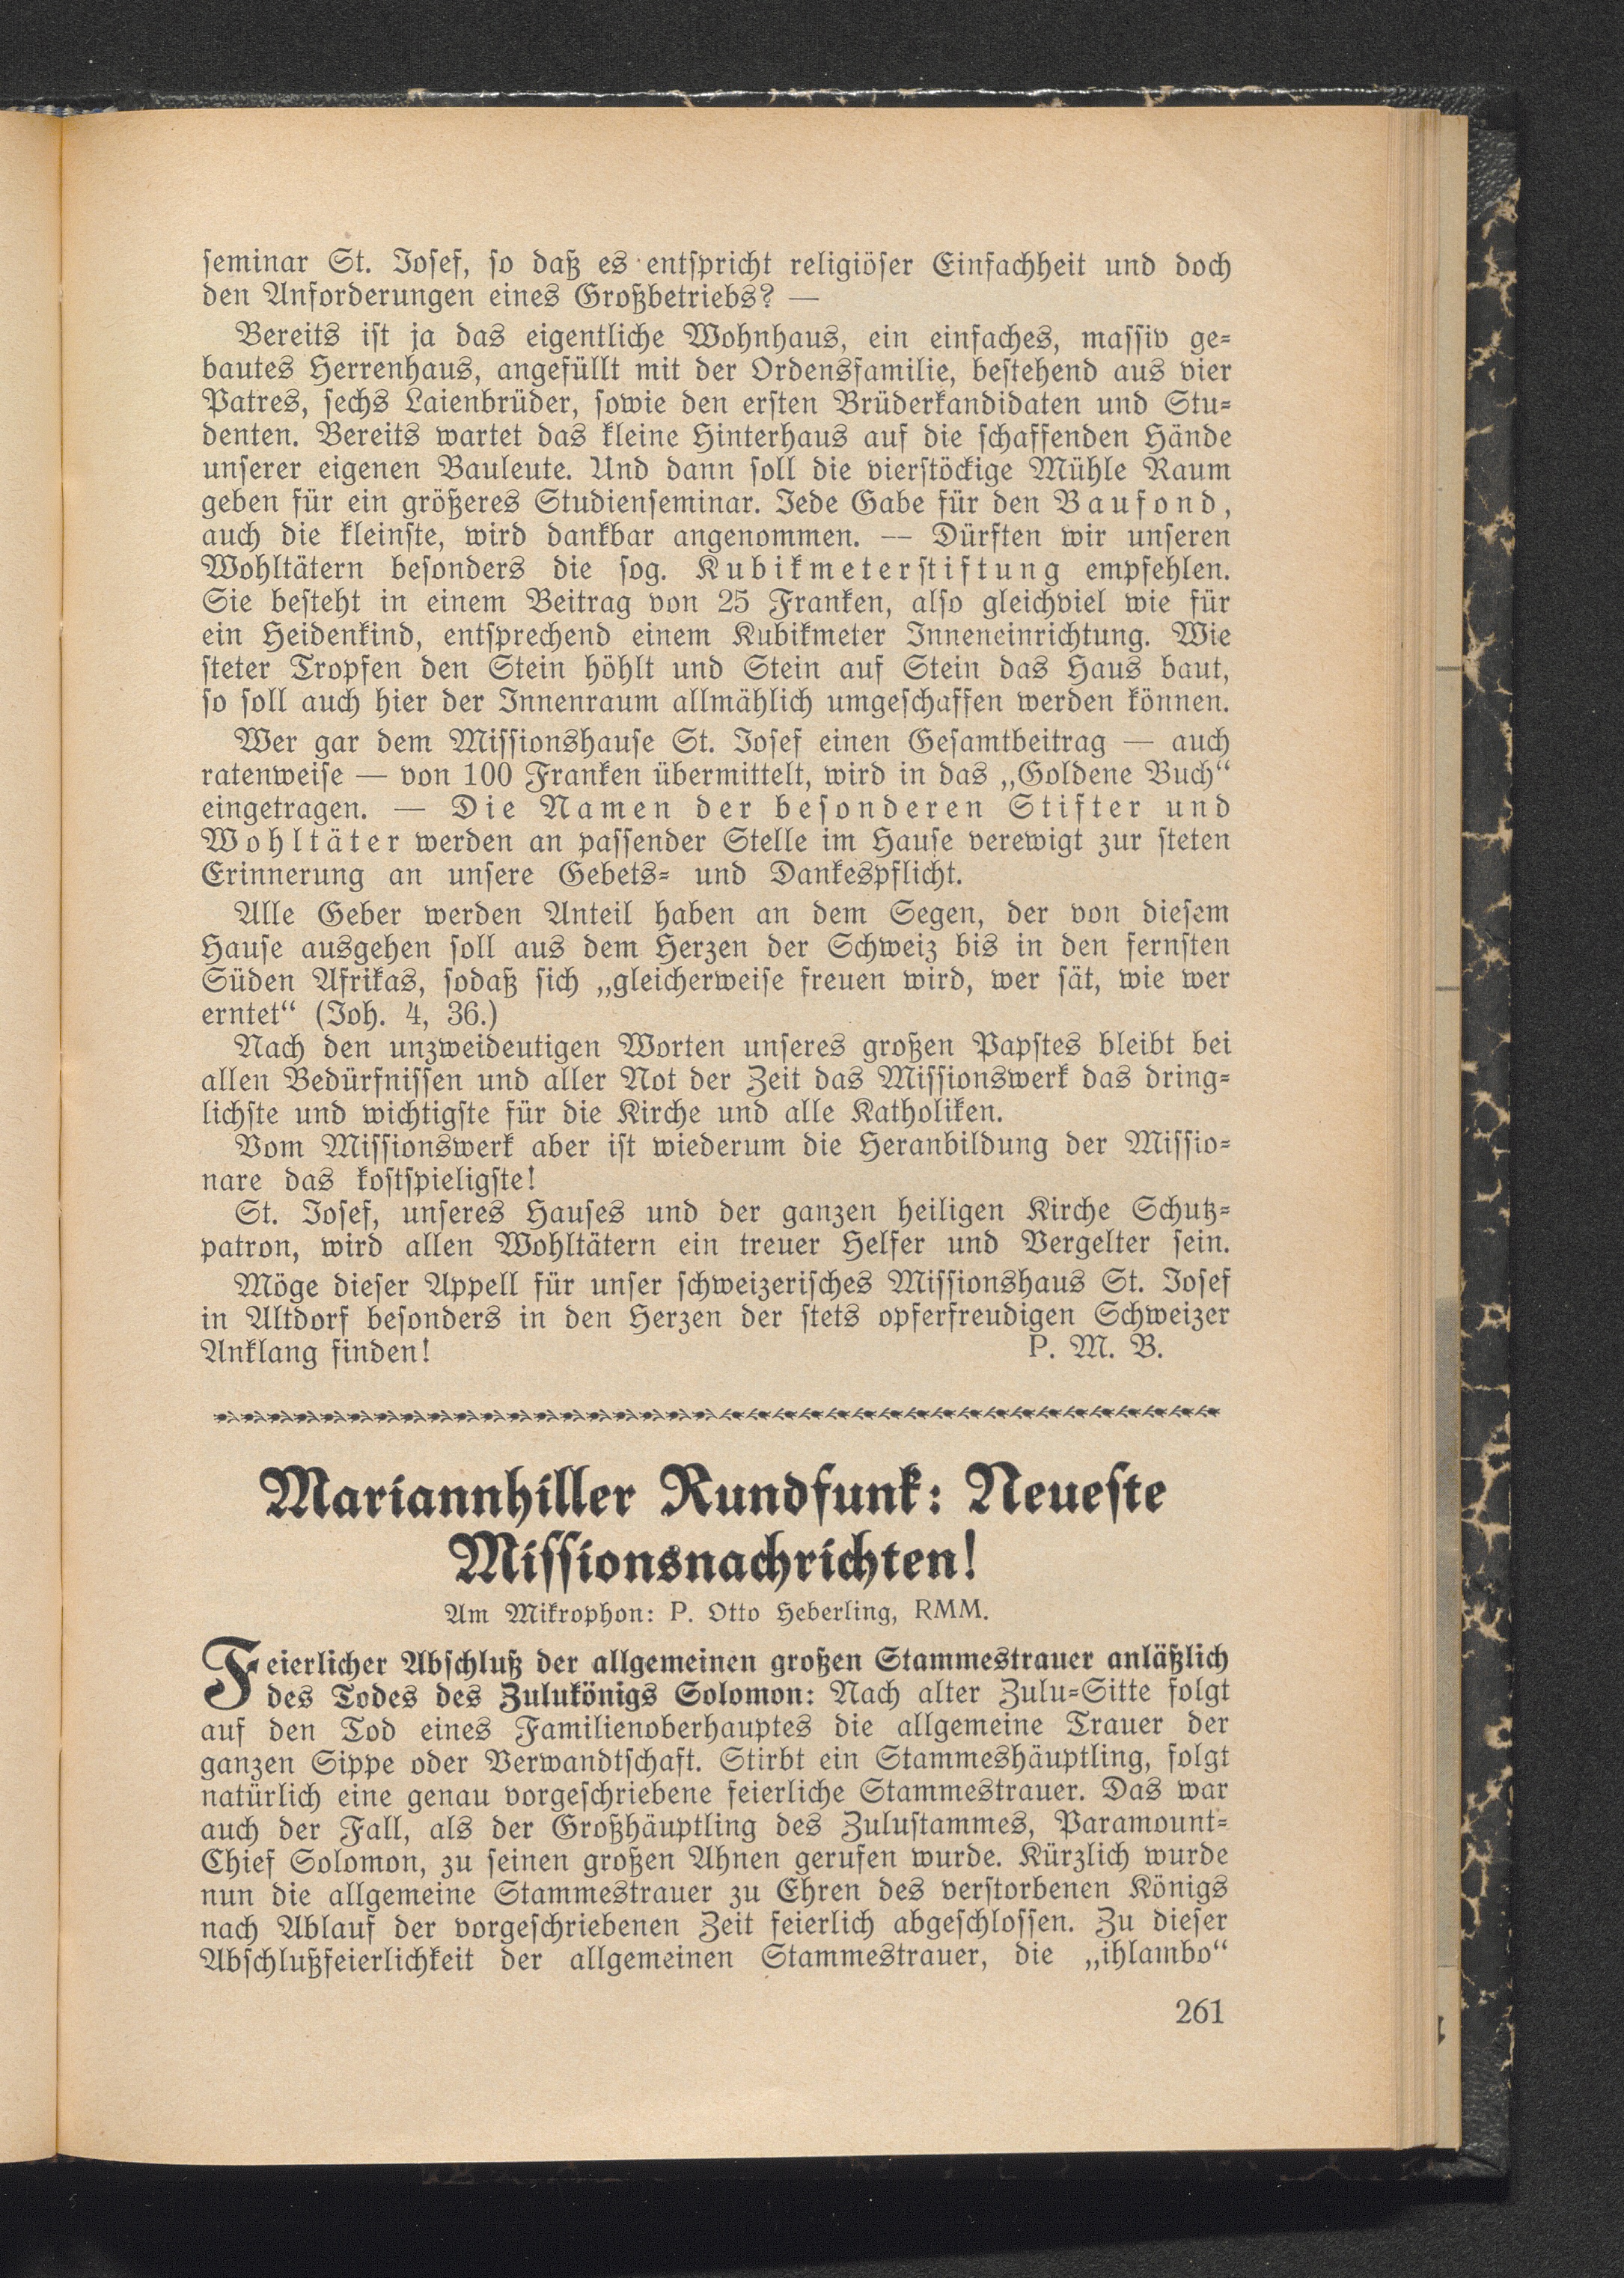 seminar St. Josef, so daß es entspricht religiöser Einfachheit und doch
den Anforderungen eines Großbetriebs? —
Bereits ist ja das eigentliche Wohnhaus, ein einfaches, massiv ge-
bautes Herrenhaus, angefüllt mit der Ordensfamilie, bestehend aus vier
Patres, sechs Laienbrüder, sowie den ersten Brüderkandidaten und Stu-
denten. Bereits wartet das kleine Hinterhaus auf die schaffenden Hände
unserer eigenen Bauleute. Und dann soll die vierstöckige Mühle Raum
geben für ein größeres Studienseminar. Jede Gabe für den Baufond,
auch die kleinste, wird dankbar angenommen. — Dürften wir unseren
Wohltätern besonders die sog. Kubikmeterstiftung empfehlen.
Sie besteht in einem Beitrag von 25 Franken, also gleichviel wie für
ein Heidenkind, entsprechend einem Kubikmeter Inneneinrichtung. Wie
steter Tropfen den Stein höhlt und Stein auf Stein das Haus baut,
so soll auch hier der Innenraum allmählich umgeschaffen werden können.
Wer gar dem Missionshause St. Josef einen Gesamtbeitrag — auch
ratenweise — von 100 Franken übermittelt, wird in das „Goldene Buch“
eingetragen. — Die Namen der besonderen Stifter und
Wohltäter werden an passender Stelle im Hause verewigt zur steten
Erinnerung an unsere Gebets- und Dankespflicht.
Alle Geber werden Anteil haben an dem Segen, der von diesem
Hause ausgehen soll aus dem Herzen der Schweiz bis in den fernsten
Süden Afrikas, sodaß sich „gleicherweise freuen wird, wer sät, wie wer
erntet“ (Joh. 4, 36.)
Nach den unzweideutigen Worten unseres großen Papstes bleibt bei
allen Bedürfnissen und aller Not der Zeit das Missionswerk das dring-
lichste und wichtigste für die Kirche und alle Katholiken.
Vom Missionswerk aber ist wiederum die Heranbildung der Missio-
nare das kostspieligste!
St. Josef, unseres Hauses und der ganzen heiligen Kirche Schutz-
patron, wird allen Wohltätern ein treuer Helfer und Vergelter sein.
Möge dieser Appell für unser schweizerisches Missionshaus St. Josef
in Altdorf besonders in den Herzen der stets opferfreudigen Schweizer
Anklang finden! P. M. B.
Mariannhiller Rundfunk: Neueste
Missionsnachrichten!
Am Mikrophon: P. Otto Heberling, RMM.
Feierlicher Abschluß der allgemeinen großen Stammestrauer anläßlich
des Todes des Zulukönigs Solomon: Nach alter Zulu-Sitte folgt
auf den Tod eines Familienoberhauptes die allgemeine Trauer der
ganzen Sippe oder Verwandtschaft. Stirbt ein Stammeshäuptling, folgt
natürlich eine genau vorgeschriebene feierliche Stammestrauer. Das war
auch der Fall, als der Großhäuptling des Zulustammes, Paramount-
Chief Solomon, zu seinen großen Ahnen gerufen wurde. Kürzlich wurde
nun die allgemeine Stammestrauer zu Ehren des verstorbenen Königs
nach Ablauf der vorgeschriebenen Zeit feierlich abgeschlossen. Zu dieser
Abschlußfeierlichkeit der allgemeinen Stammestrauer, die „ihlambo“
261